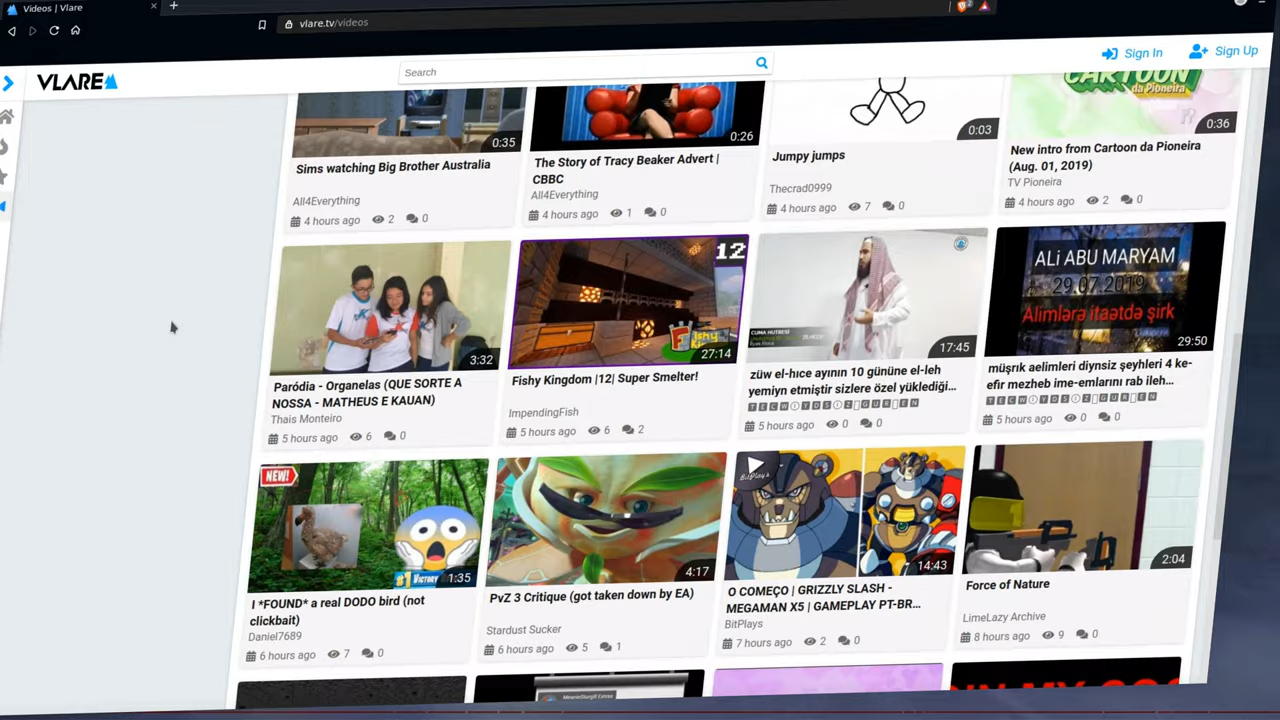 Videos | Vlare
vlare.tv/videos
2
VLARE
Search
Sign In
Sign Up
0:35
0:26
0:03
CARTOON
da Pioneira
0:36
Sims watching Big Brother Australia
All4Everything
4 hours ago 2 0
The Story of Tracy Beaker Advert |
CBBC
All4Everything
4 hours ago 1 0
Jumpy jumps
Thecrad0999
4 hours ago 7 0
New intro from Cartoon da Pioneira
(Aug. 01, 2019)
TV Pioneira
4 hours ago 2 0
3:32
12
27:14
CUMA HUTBESİ
17:45
ALi ABU MARYAM
29.07.2019
Alimlərə itaətdə şirk
29:50
Paródia - Organelas (QUE SORTE A
NOSSA - MATHEUS E KAUAN)
Thais Monteiro
5 hours ago 6 0
Fishy Kingdom |12| Super Smelter!
ImpendingFish
5 hours ago 6 2
züw el-hıce ayının 10 gününe el-leh
yemiyn etmiştir sizlere özel yüklediği...
5 hours ago 0 0
müşrık aelimleri diynsiz şeyhleri 4 ke-
efir mezheb ime-emlarını rab ileh...
5 hours ago 0 0
NEW!
#1 VICTORY
1:35
4:17
BitPlays
14:43
2:04
I *FOUND* a real DODO bird (not
clickbait)
Daniel7689
6 hours ago 7 0
PvZ 3 Critique (got taken down by EA)
Stardust Sucker
6 hours ago 5 1
O COMEÇO | GRIZZLY SLASH -
MEGAMAN X5 | GAMEPLAY PT-BR...
BitPlays
7 hours ago 2 0
Force of Nature
LimeLazy Archive
8 hours ago 9 0